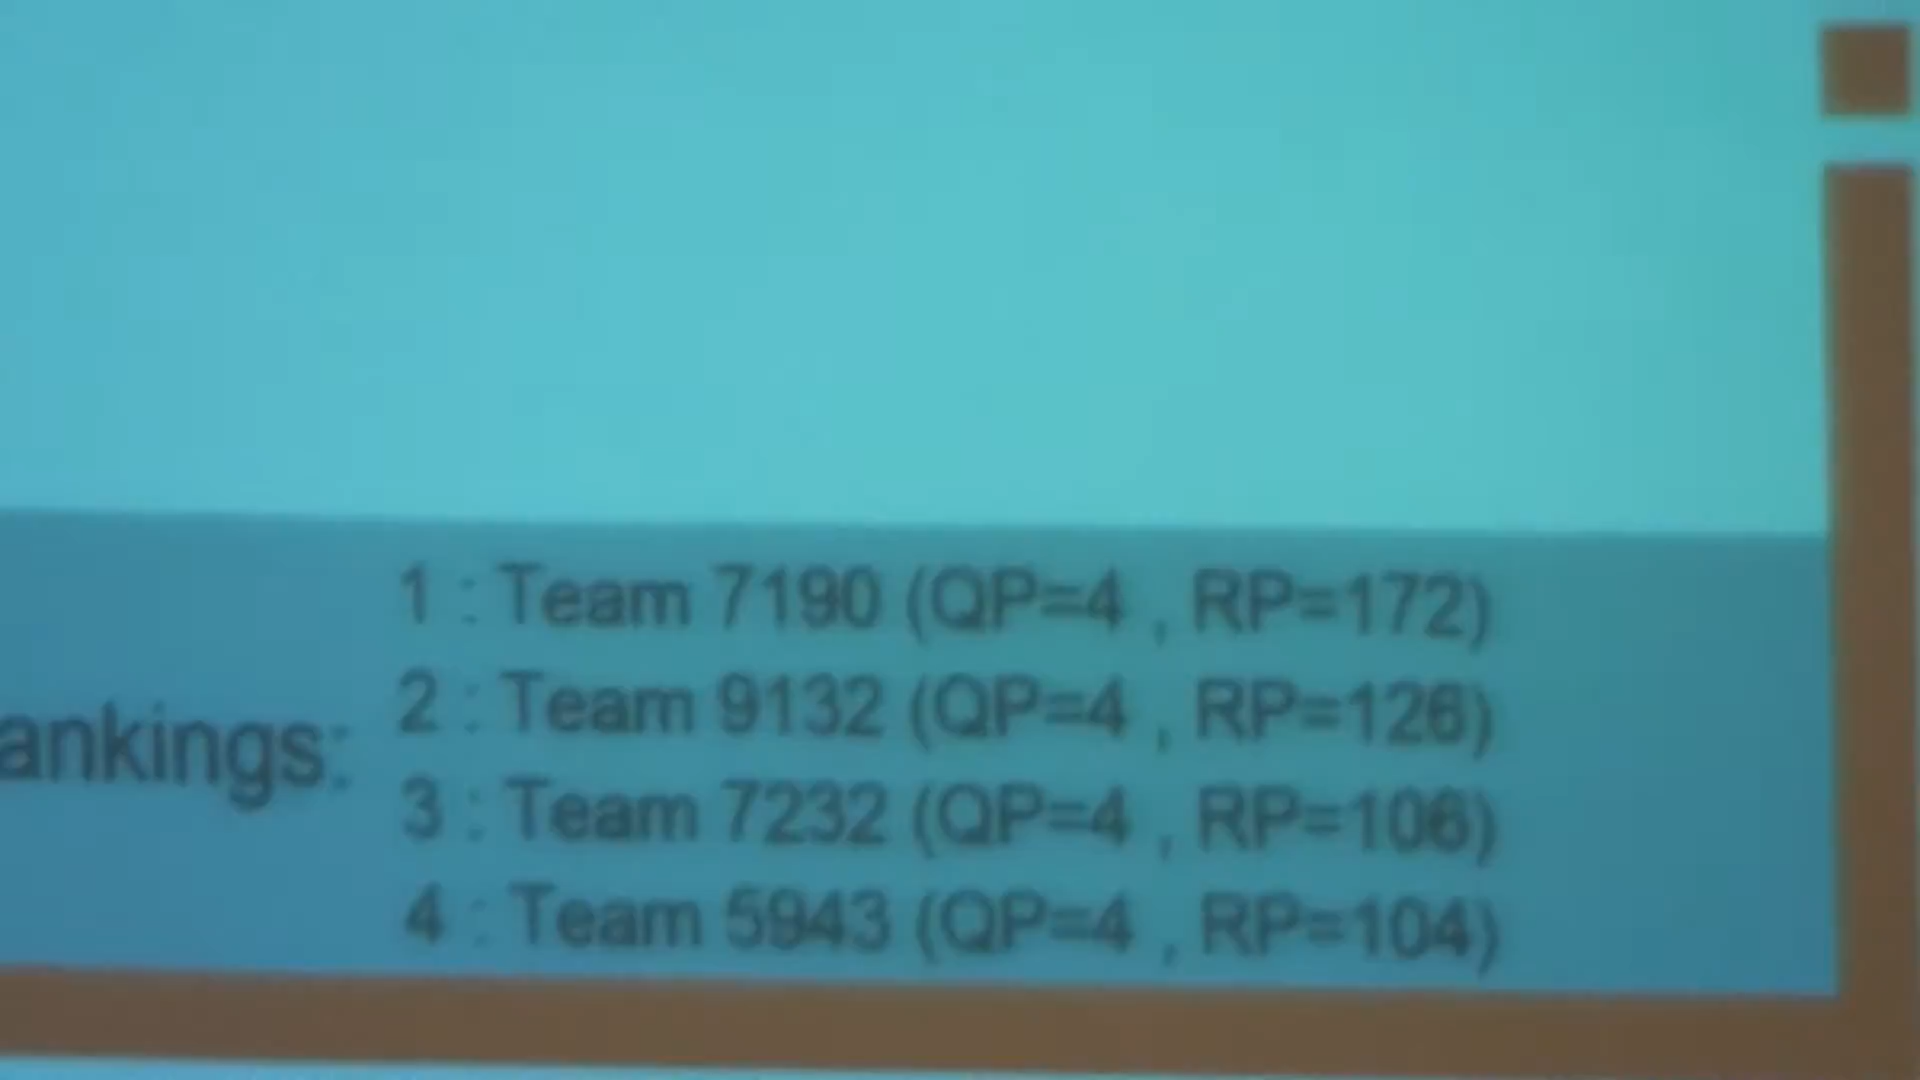 ankings:
1 : Team 7190 (QP=4 , RP=172)
2 : Team 9132 (QP=4 , RP=126)
3 : Team 7232 (QP=4 , RP=106)
4 : Team 5943 (QP=4 , RP=104)